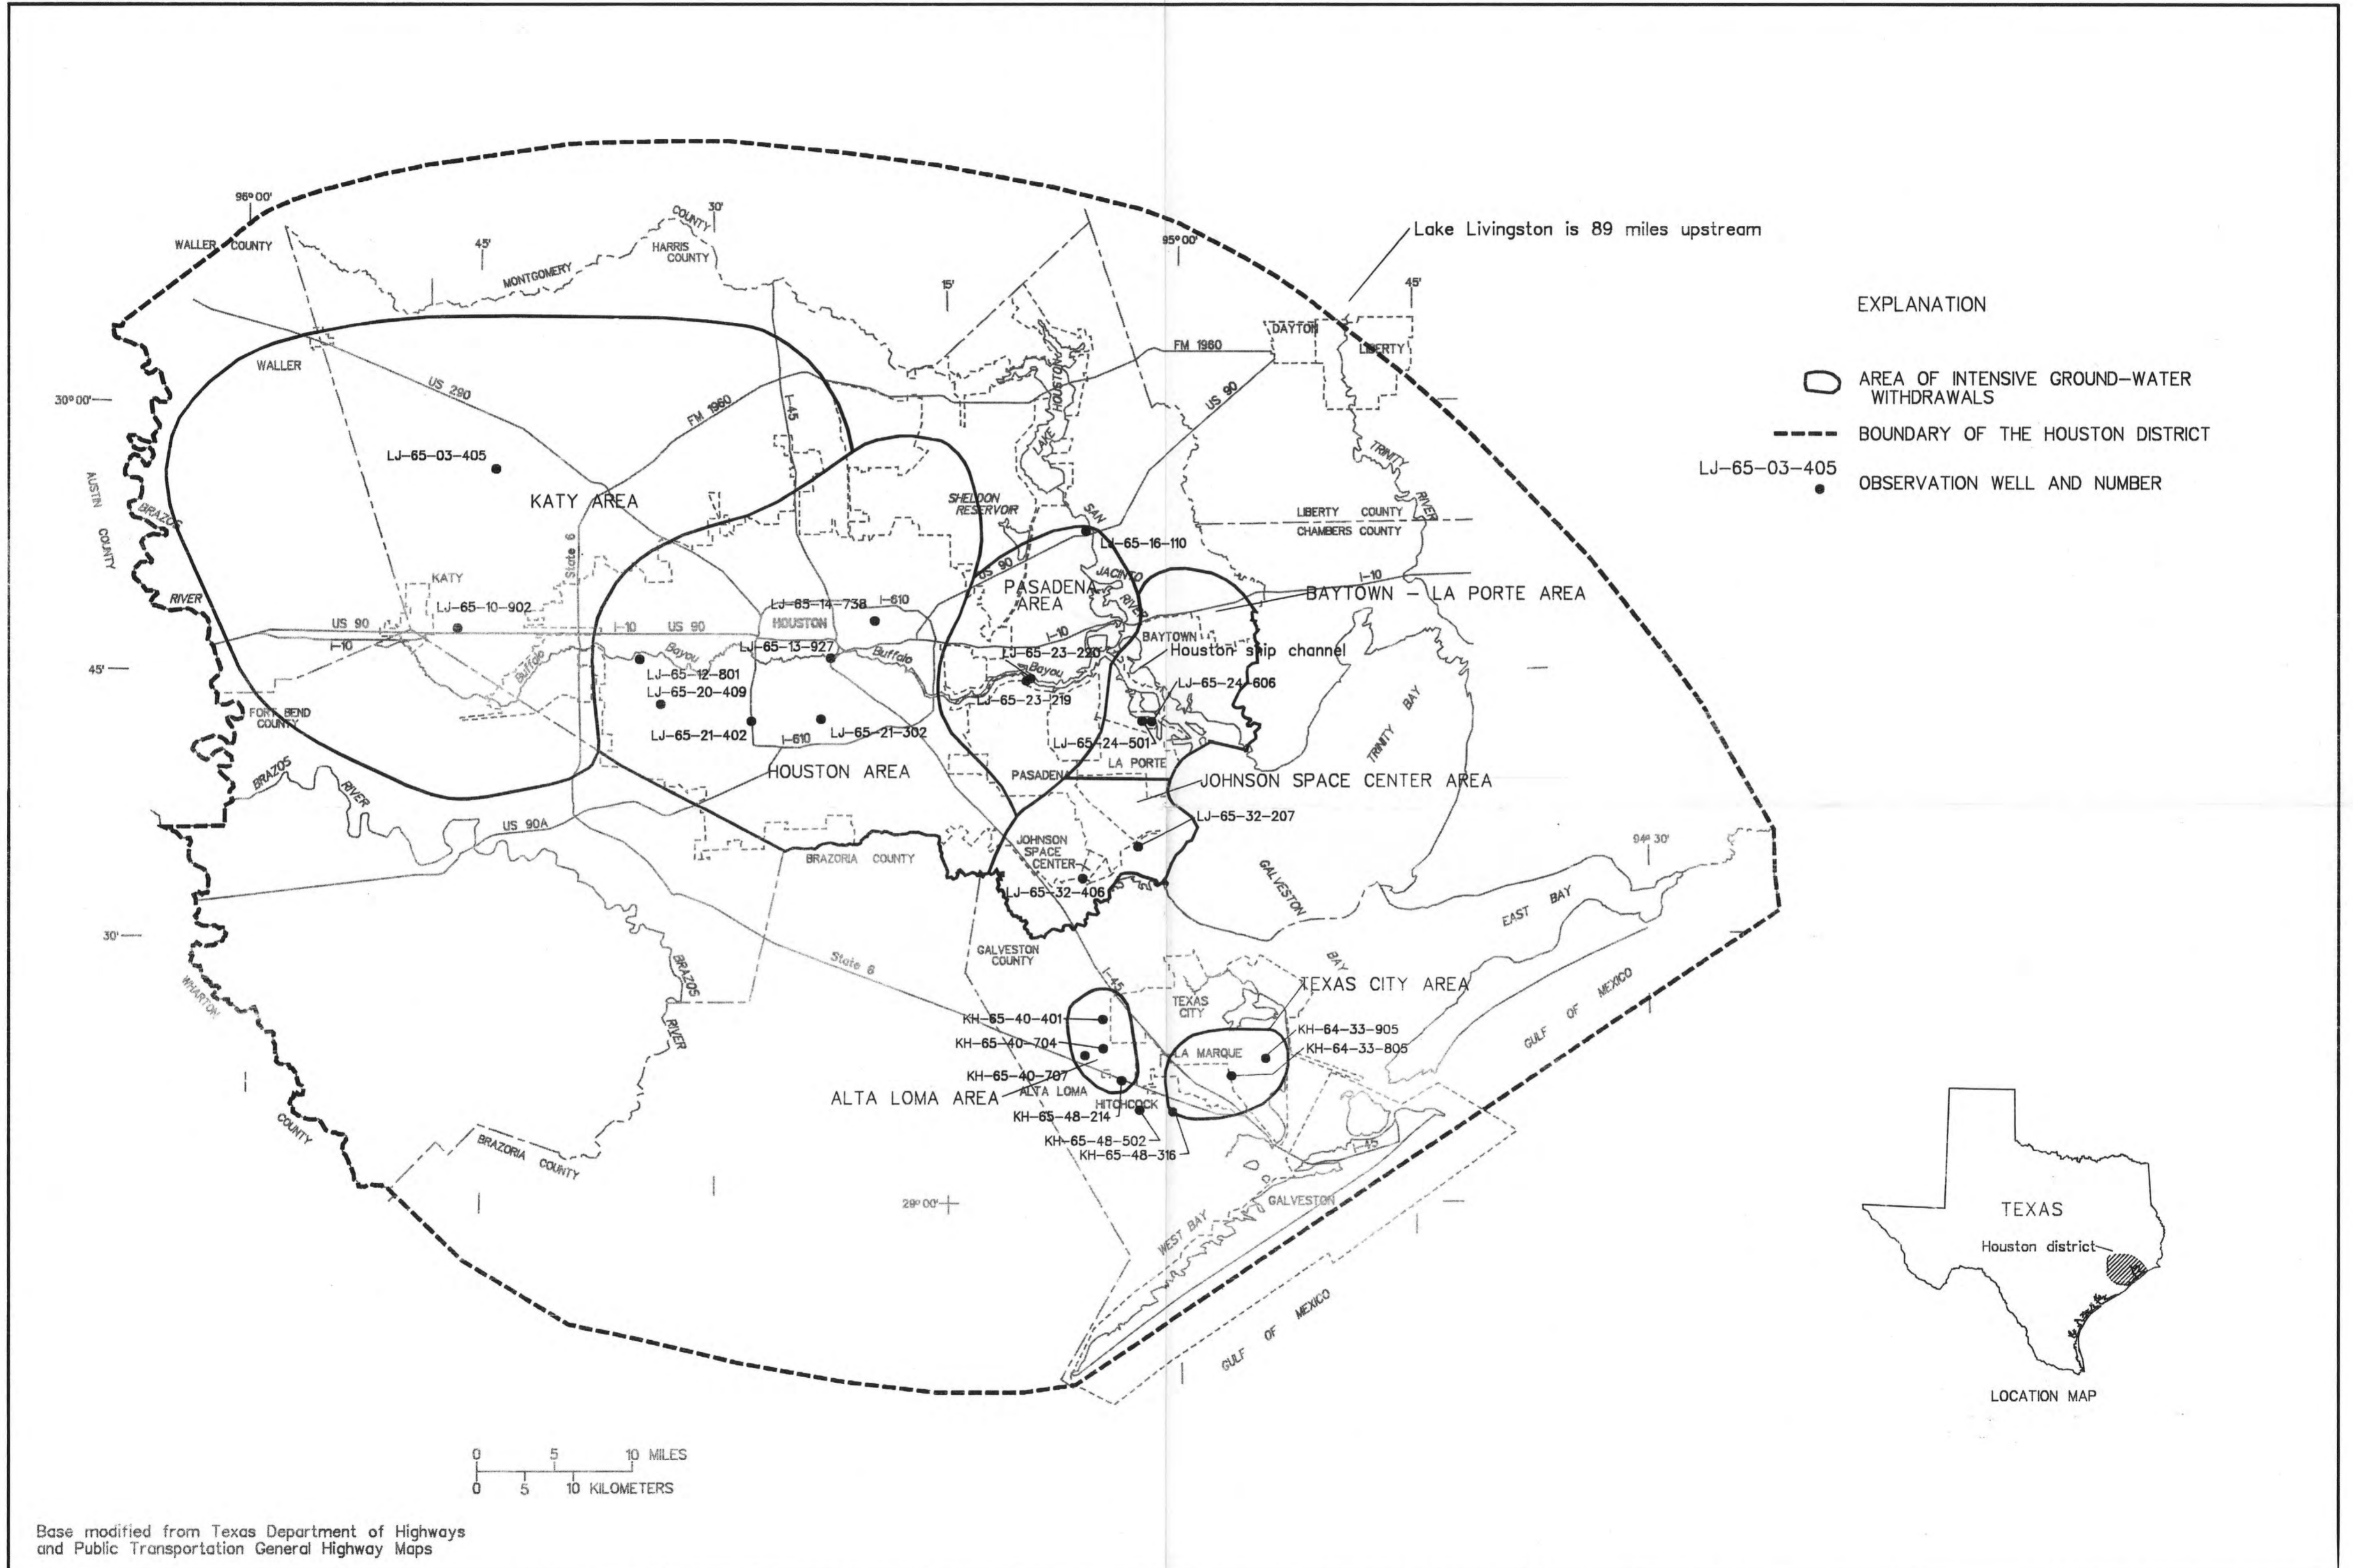 96° 00'
30'
COUNTY
WALLER COUNTY
45'
HARRIS
COUNTY
MONTGOMERY
95° 00'
Lake Livingston is 89 miles upstream
15'
45'
EXPLANATION
AREA OF INTENSIVE GROUND-WATER
WITHDRAWALS
BOUNDARY OF THE HOUSTON DISTRICT
LJ-65-03-405
OBSERVATION WELL AND NUMBER
DAYTON
LIBERTY
FM 1960
WALLER
US 290
FM 1960
I-45
LAKE HOUSTON
US 90
30° 00'
LJ-65-03-405
KATY AREA
AUSTIN COUNTY
BRAZOS
RIVER
TRINITY
RIVER
SHELDON
RESERVOIR
SAN
JACINTO
RIVER
LIBERTY COUNTY
CHAMBERS COUNTY
LJ-65-16-110
State 6
US 90
I-10
PASADENA
AREA
BAYTOWN - LA PORTE AREA
KATY
LJ-65-10-902
LJ-65-14-738
I-610
HOUSTON
US 90
I-10
I-10
US 90
LJ-65-13-927
I-10
BAYTOWN
Houston ship channel
Buffalo
Bayou
Buffalo
Bayou
LJ-65-23-220
45'
LJ-65-12-801
LJ-65-20-409
LJ-65-23-219
LJ-65-24-606
FORT BEND
COUNTY
LJ-65-21-402
I-610
LJ-65-21-302
LJ-65-24-501
LA PORTE
TRINITY BAY
HOUSTON AREA
PASADENA
JOHNSON SPACE CENTER AREA
BRAZOS
RIVER
US 90A
LJ-65-32-207
BRAZORIA COUNTY
JOHNSON
SPACE
CENTER
LJ-65-32-406
94° 30'
GALVESTON
BAY
EAST BAY
30'
GALVESTON
COUNTY
State 6
I-45
WHARTON
COUNTY
BRAZOS
RIVER
TEXAS CITY AREA
TEXAS
CITY
GULF OF MEXICO
KH-65-40-401
KH-65-40-704
KH-65-40-707
KH-64-33-905
KH-64-33-805
LA MARQUE
ALTA LOMA AREA
ALTA LOMA
HITCHCOCK
KH-65-48-214
KH-65-48-502
KH-65-48-316
I-45
BRAZORIA COUNTY
29° 00'
GALVESTON
WEST BAY
GULF OF MEXICO
TEXAS
Houston district
LOCATION MAP
0 5 10 MILES
0 5 10 KILOMETERS
Base modified from Texas Department of Highways
and Public Transportation General Highway Maps